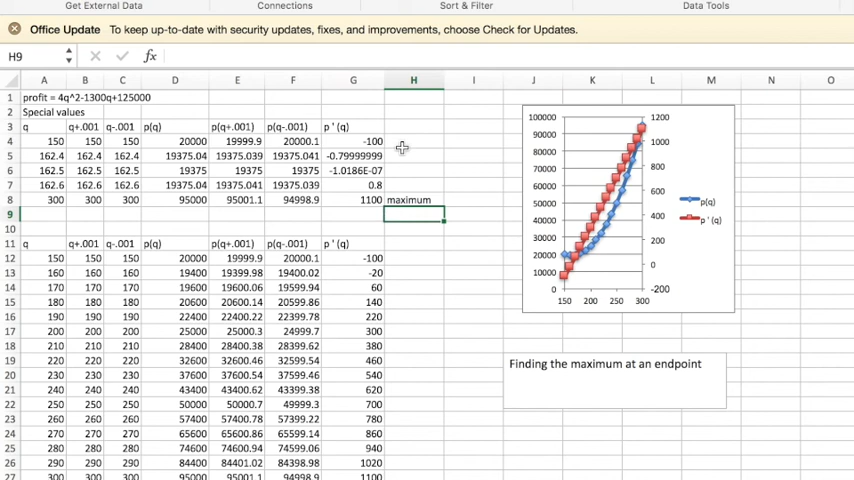 Get External Data Connections Sort & Filter Data Tools
Office Update To keep up-to-date with security updates, fixes, and improvements, choose Check for Updates.
H9 fx
A B C D E F G H I J K L M N O
1 profit = 4q^2-1300q+125000
2 Special values
3 q q+.001 q-.001 p(q) p(q+.001) p(q-.001) p ' (q)
4 150 150 150 20000 19999.9 20000.1 -100
5 162.4 162.4 162.4 19375.04 19375.039 19375.041 -0.79999999
6 162.5 162.5 162.5 19375 19375 19375 -1.0186E-07
7 162.6 162.6 162.6 19375.04 19375.041 19375.039 0.8
8 300 300 300 95000 95001.1 94998.9 1100 maximum
9
10
11 q q+.001 q-.001 p(q) p(q+.001) p(q-.001) p ' (q)
12 150 150 150 20000 19999.9 20000.1 -100
13 160 160 160 19400 19399.98 19400.02 -20
14 170 170 170 19600 19600.06 19599.94 60
15 180 180 180 20600 20600.14 20599.86 140
16 190 190 190 22400 22400.22 22399.78 220
17 200 200 200 25000 25000.3 24999.7 300
18 210 210 210 28400 28400.38 28399.62 380
19 220 220 220 32600 32600.46 32599.54 460
20 230 230 230 37600 37600.54 37599.46 540
21 240 240 240 43400 43400.62 43399.38 620
22 250 250 250 50000 50000.7 49999.3 700
23 260 260 260 57400 57400.78 57399.22 780
24 270 270 270 65600 65600.86 65599.14 860
25 280 280 280 74600 74600.94 74599.06 940
26 290 290 290 84400 84401.02 84398.98 1020
27 300 300 300 95000 95001.1 94998.9 1100
100000 1200
90000 1000
80000
70000 800
60000 600
50000
40000 400
30000 200
20000
10000 0
0 -200
150 200 250 300
p(q)
p ' (q)
Finding the maximum at an endpoint